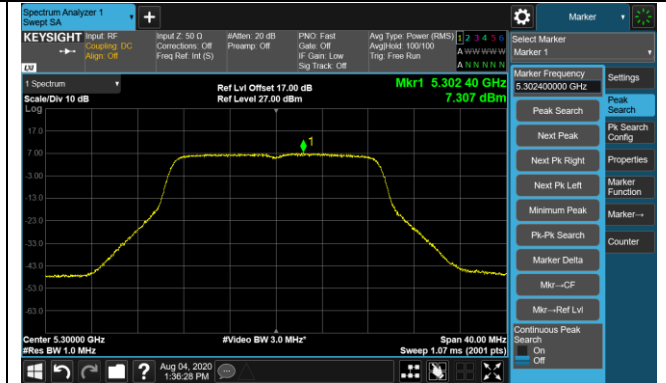 Spectrum Analyzer 1
Swept SA
Marker
KEYSIGHT
Input: RF
Coupling: DC
Align: Off
Input Z: 50 Ω
Corrections: Off
Freq Ref: Int (S)
#Atten: 20 dB
Preamp: Off
PNO: Fast
Gate: Off
IF Gain: Low
Sig Track: Off
Avg Type: Power (RMS)
Avg|Hold: 100/100
Trig: Free Run
1 2 3 4 5 6
A W W W W W
A N N N N N
LXI
Select Marker
Marker 1
1 Spectrum
Scale/Div 10 dB
Log
Ref Lvl Offset 17.00 dB
Ref Level 27.00 dBm
Mkr1 5.302 40 GHz
7.307 dBm
17.0
7.00
-3.00
-13.0
-23.0
-33.0
-43.0
-53.0
-63.0
1
Center 5.30000 GHz
#Res BW 1.0 MHz
#Video BW 3.0 MHz*
Span 40.00 MHz
Sweep 1.07 ms (2001 pts)
Marker Frequency
5.302400000 GHz
Peak Search
Next Peak
Next Pk Right
Next Pk Left
Minimum Peak
Pk-Pk Search
Marker Delta
Mkr→CF
Mkr→Ref Lvl
Continuous Peak
Search
On
Off
Settings
Peak
Search
Pk Search
Config
Properties
Marker
Function
Marker→
Counter
Aug 04, 2020
1:36:28 PM